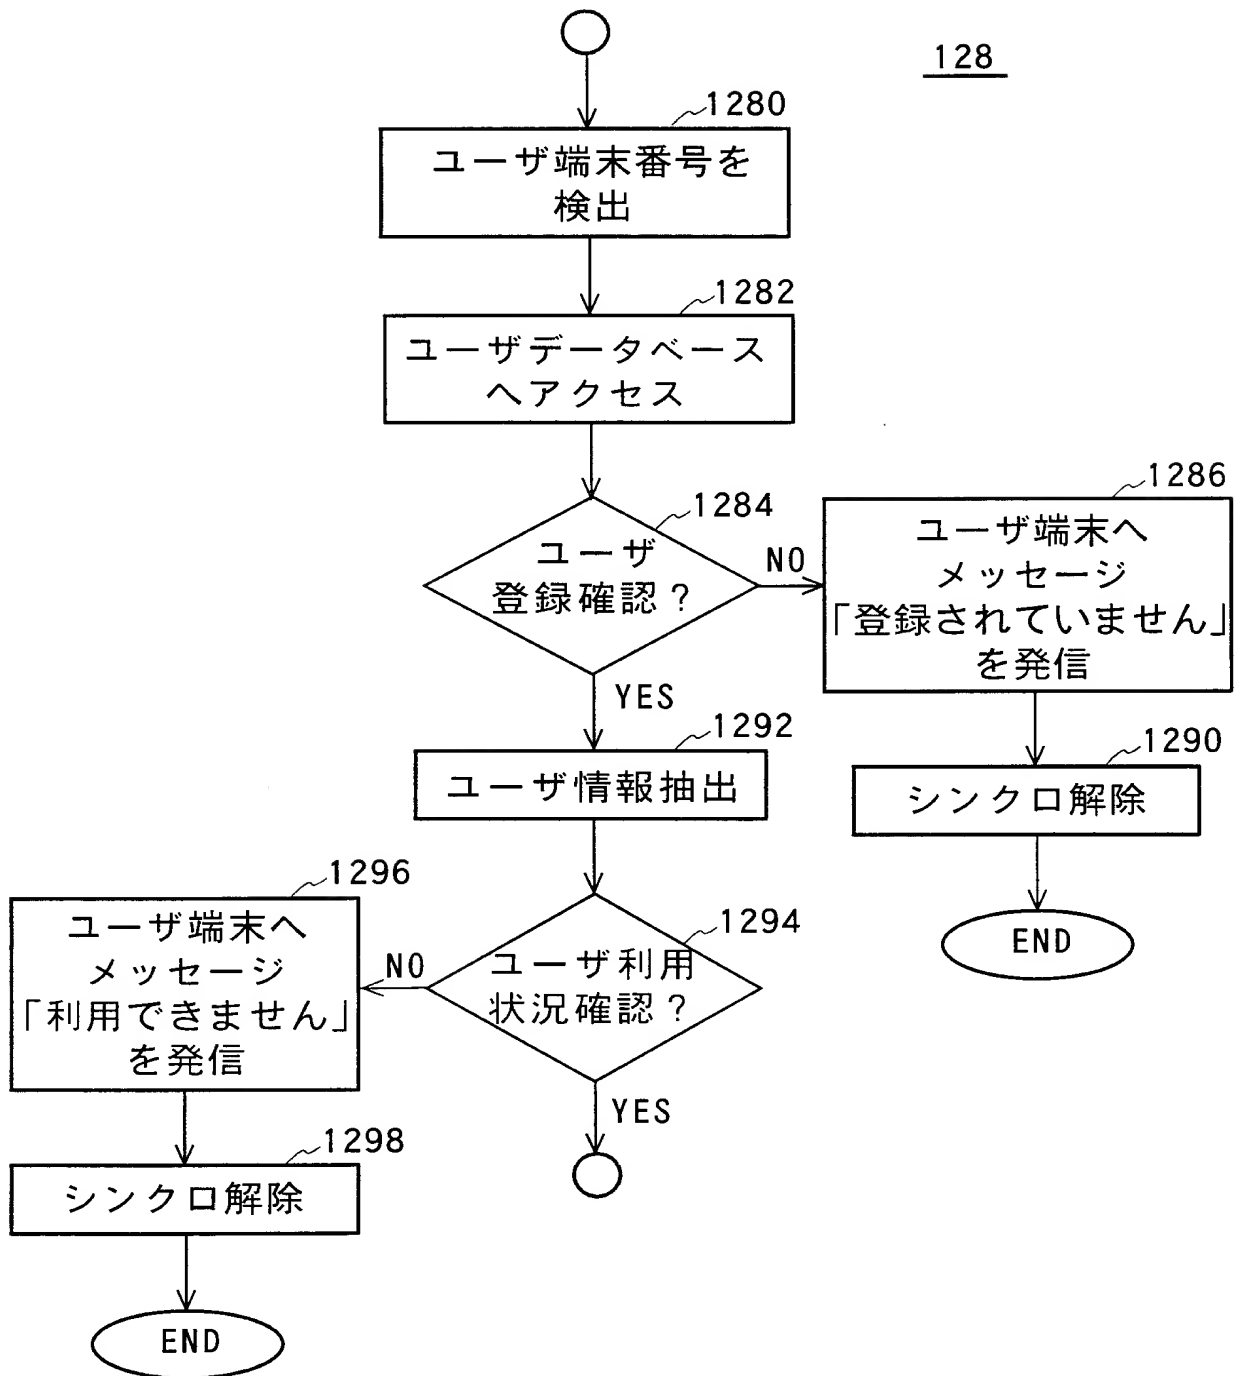 128
1280
ユーザ端末番号を
検出
1282
ユーザデータベース
へアクセス
1284
ユーザ
登録確認？
NO
1286
ユーザ端末へ
メッセージ
「登録されていません」
を発信
YES
1290
シンクロ解除
END
1292
ユーザ情報抽出
1294
ユーザ利用
状況確認？
NO
1296
ユーザ端末へ
メッセージ
「利用できません」
を発信
YES
1298
シンクロ解除
END